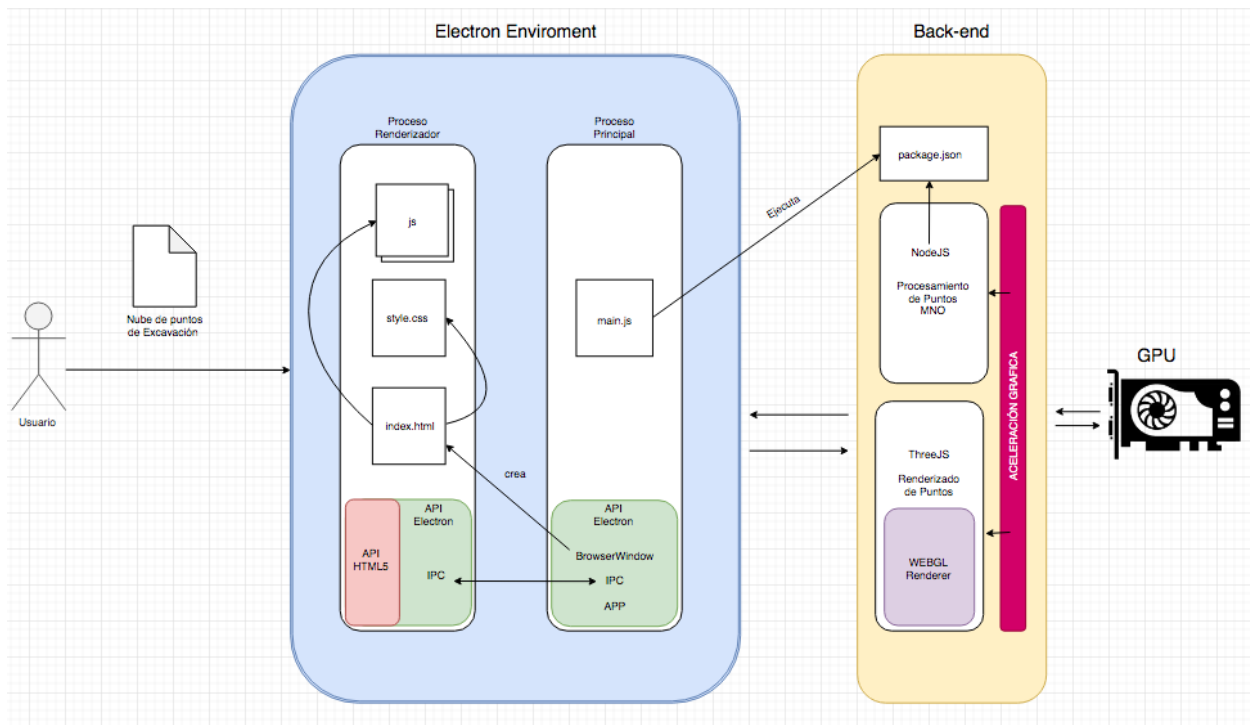 Electron Enviroment
Back-end
Proceso
Renderizador
Proceso
Principal
js
style.css
index.html
main.js
Nube de puntos
de Excavación
Usuario
crea
Ejecuta
API
HTML5
API
Electron
IPC
API
Electron
BrowserWindow
IPC
APP
package.json
NodeJS
Procesamiento
de Puntos
MNO
ThreeJS
Renderizado
de Puntos
WEBGL
Renderer
ACELERACIÓN GRAFICA
GPU